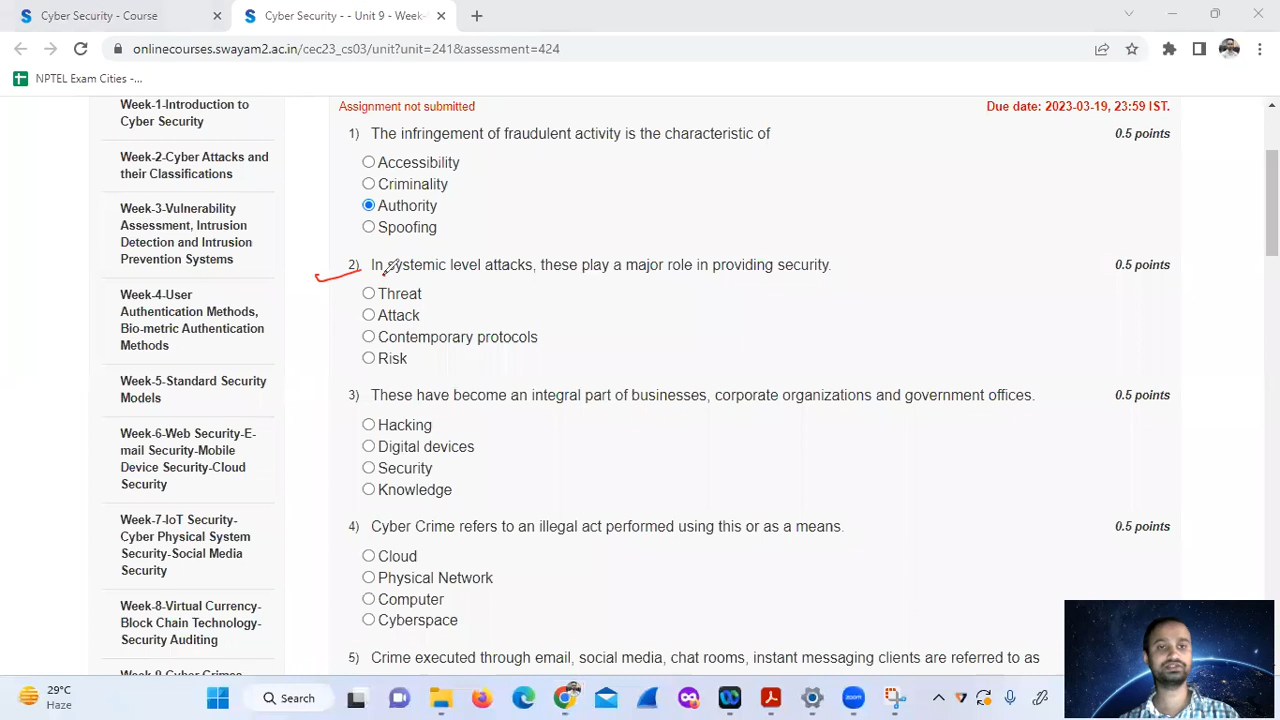 Cyber Security - Course
Cyber Security - - Unit 9 - Week-
onlinecourses.swayam2.ac.in/cec23_cs03/unit?unit=241&assessment=424
NPTEL Exam Cities -...
Week-1-Introduction to
Cyber Security
Week-2-Cyber Attacks and
their Classifications
Week-3-Vulnerability
Assessment, Intrusion
Detection and Intrusion
Prevention Systems
Week-4-User
Authentication Methods,
Bio-metric Authentication
Methods
Week-5-Standard Security
Models
Week-6-Web Security-E-
mail Security-Mobile
Device Security-Cloud
Security
Week-7-IoT Security-
Cyber Physical System
Security-Social Media
Security
Week-8-Virtual Currency-
Block Chain Technology-
Security Auditing
Week-9-Cyber Crimes
Assignment not submitted
Due date: 2023-03-19, 23:59 IST.
1) The infringement of fraudulent activity is the characteristic of 0.5 points
Accessibility
Criminality
Authority
Spoofing
2) In systemic level attacks, these play a major role in providing security. 0.5 points
Threat
Attack
Contemporary protocols
Risk
3) These have become an integral part of businesses, corporate organizations and government offices. 0.5 points
Hacking
Digital devices
Security
Knowledge
4) Cyber Crime refers to an illegal act performed using this or as a means. 0.5 points
Cloud
Physical Network
Computer
Cyberspace
5) Crime executed through email, social media, chat rooms, instant messaging clients are referred to as
29°C
Haze
Search
zoom